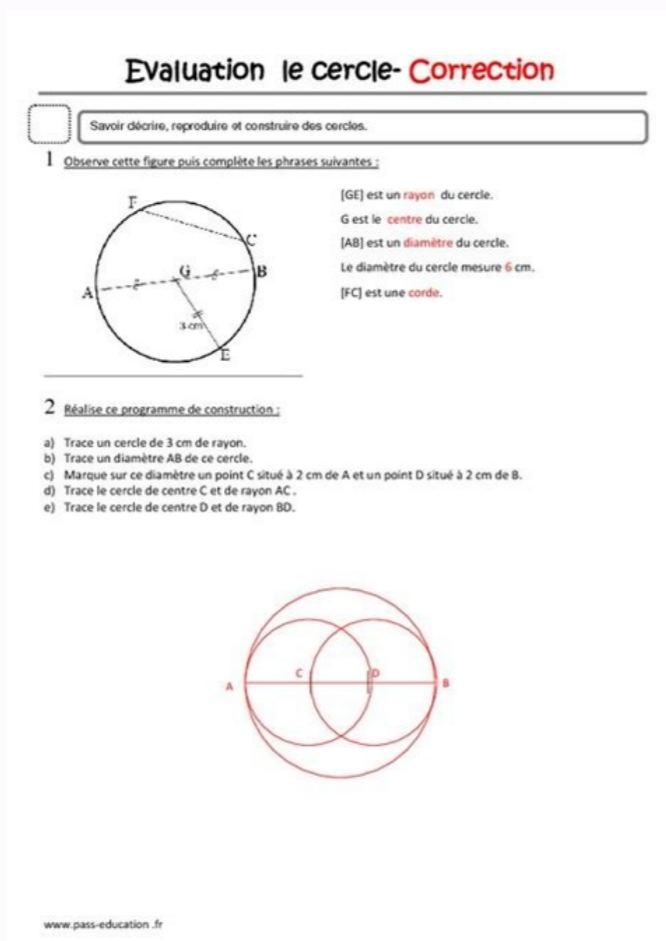 Evaluation le cercle- Correction
Savoir décrire, reproduire et construire des cercles.
1 Observe cette figure puis complète les phrases suivantes :
[GE] est un rayon du cercle.
G est le centre du cercle.
[AB] est un diamètre du cercle.
Le diamètre du cercle mesure 6 cm.
[FC] est une corde.
F
C
G
B
A
3 cm
E
2 Réalise ce programme de construction :
a) Trace un cercle de 3 cm de rayon.
b) Trace un diamètre AB de ce cercle.
c) Marque sur ce diamètre un point C situé à 2 cm de A et un point D situé à 2 cm de B.
d) Trace le cercle de centre C et de rayon AC .
e) Trace le cercle de centre D et de rayon BD.
C
D
A
B
www.pass-education .fr